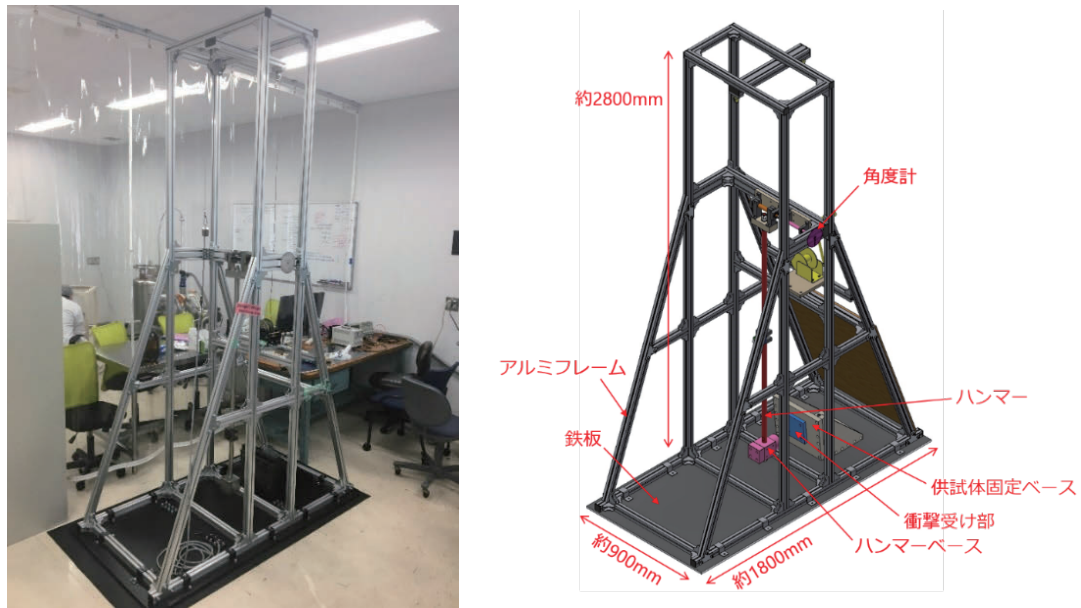 約2800mm
角度計
アルミフレーム
ハンマー
鉄板
供試体固定ベース
衝撃受け部
ハンマーベース
約900mm
約1800mm